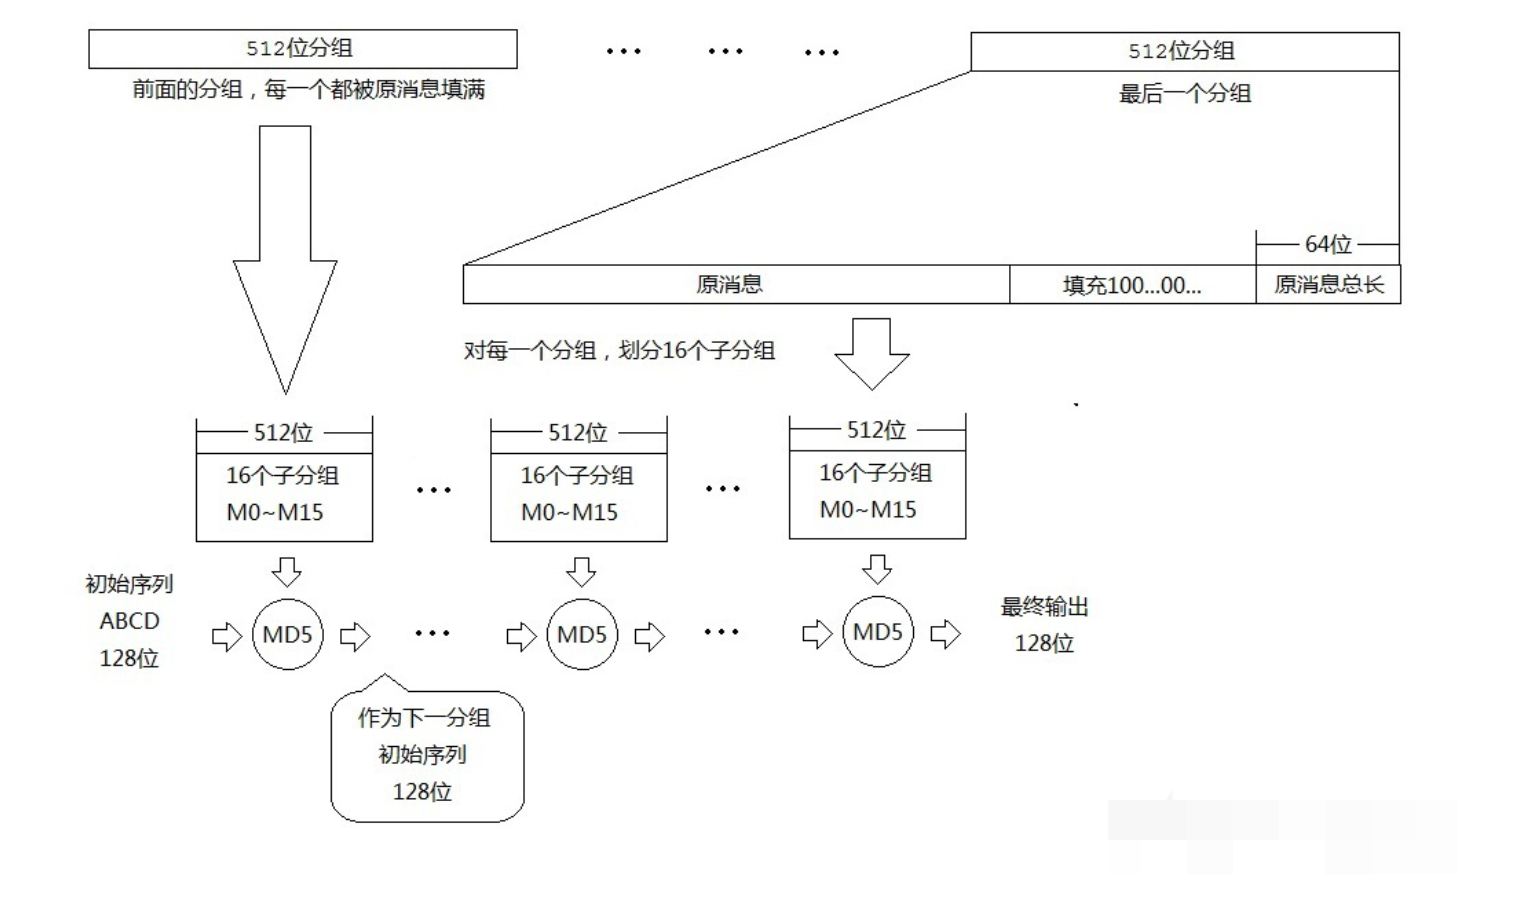 512位分组
512位分组
前面的分组，每一个都被原消息填满
最后一个分组
64位
原消息
填充100...00...
原消息总长
对每一个分组，划分16个子分组
512位
512位
512位
16个子分组
M0~M15
16个子分组
M0~M15
16个子分组
M0~M15
初始序列
ABCD
128位
MD5
MD5
MD5
最终输出
128位
作为下一分组
初始序列
128位